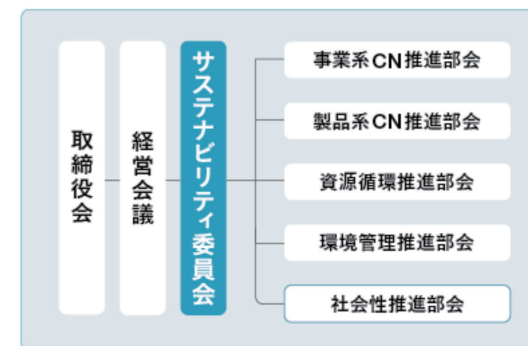 取締役会
経営会議
サステナビリティ委員会
事業系CN推進部会
製品系CN推進部会
資源循環推進部会
環境管理推進部会
社会性推進部会